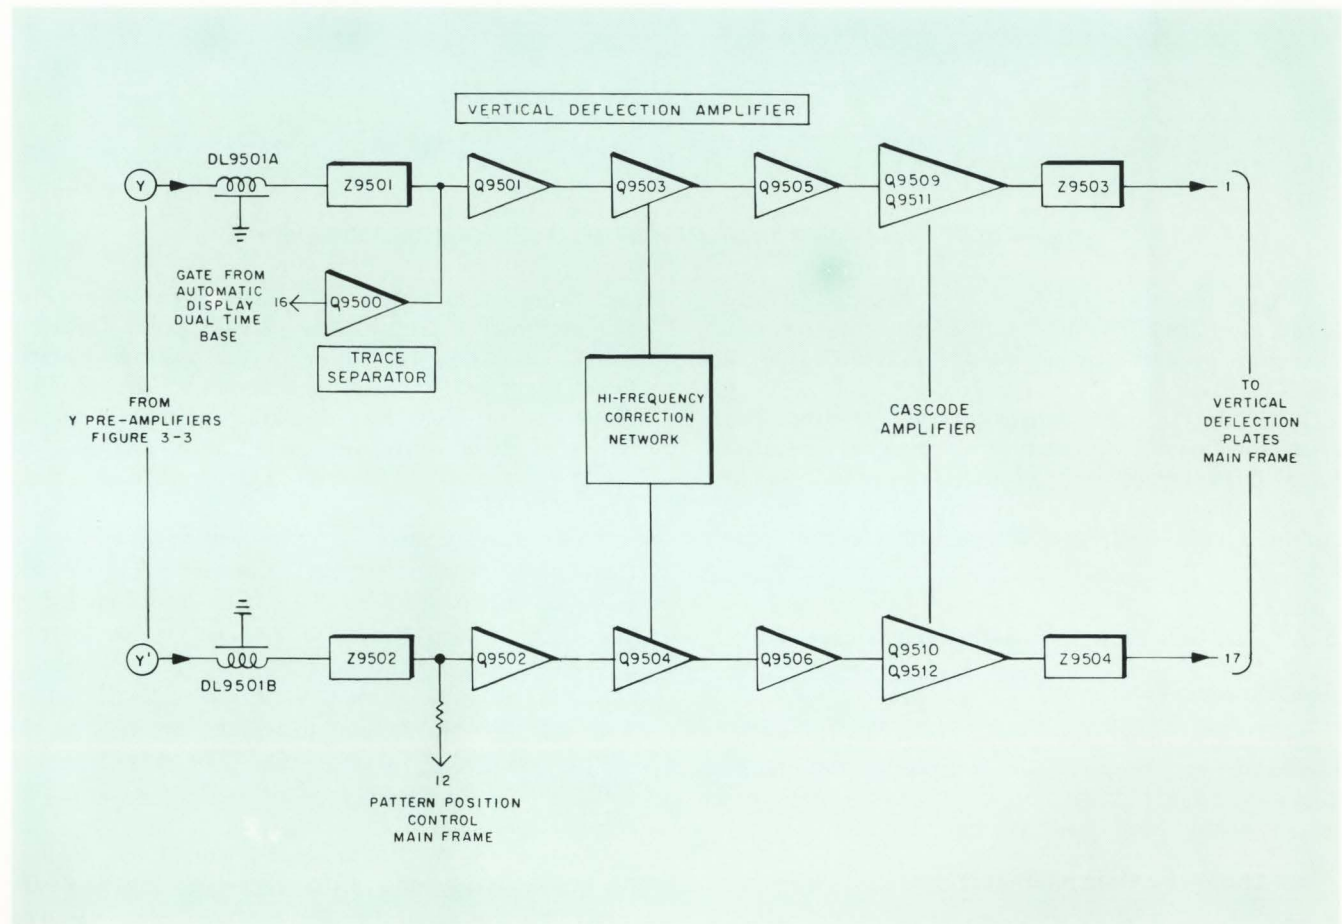 VERTICAL DEFLECTION AMPLIFIER
DL9501A
Y
Z9501
Q9501
Q9503
Q9505
Q9509
Q9511
Z9503
1
GATE FROM
AUTOMATIC
DISPLAY
DUAL TIME
BASE
16
Q9500
TRACE
SEPARATOR
FROM
Y PRE-AMPLIFIERS
FIGURE 3-3
HI-FREQUENCY
CORRECTION
NETWORK
CASCODE
AMPLIFIER
TO
VERTICAL
DEFLECTION
PLATES
MAIN FRAME
Y'
DL9501B
Z9502
Q9502
Q9504
Q9506
Q9510
Q9512
Z9504
17
12
PATTERN POSITION
CONTROL
MAIN FRAME